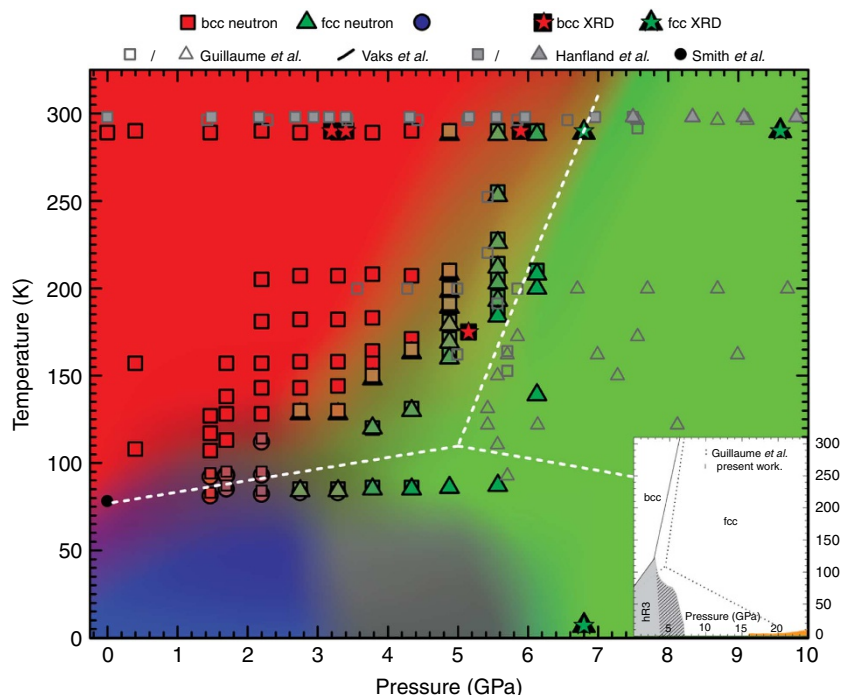 bcc neutron fcc neutron bcc XRD fcc XRD
/ Guillaume et al. Vaks et al. / Hanfland et al. Smith et al.
300
250
200
150
100
50
0
Temperature (K)
0 1 2 3 4 5 6 7 8 9 10
Pressure (GPa)
Guillaume et al.
present work.
bcc
fcc
hR3
Pressure (GPa)
5 10 15 20
300
250
200
150
100
50
0